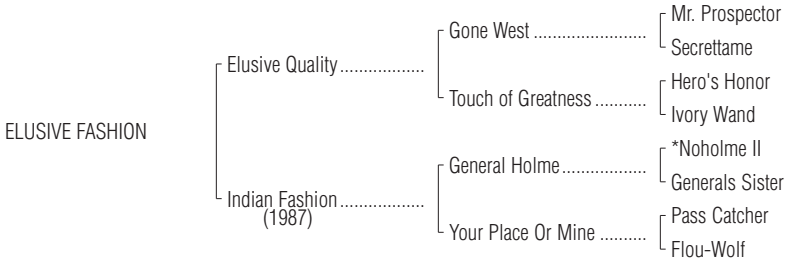 Mr. Prospector
Gone West .......................
Secrettame
Elusive Quality .................
Hero's Honor
Touch of Greatness ...........
Ivory Wand
ELUSIVE FASHION
*Noholme II
General Holme .................
Generals Sister
Indian Fashion .................
(1987)
Pass Catcher
Your Place Or Mine ..........
Flou-Wolf